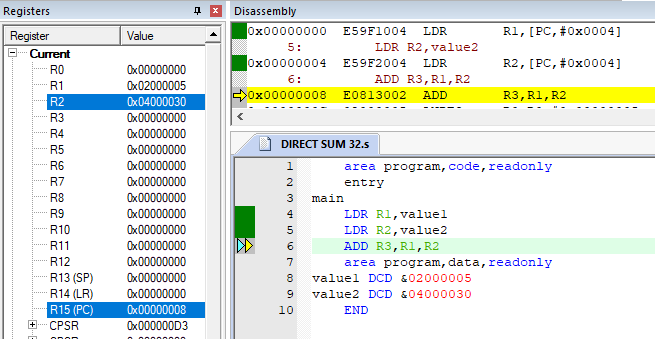 Registers
Register Value
Current
R0 0x00000000
R1 0x02000005
R2 0x04000030
R3 0x00000000
R4 0x00000000
R5 0x00000000
R6 0x00000000
R7 0x00000000
R8 0x00000000
R9 0x00000000
R10 0x00000000
R11 0x00000000
R12 0x00000000
R13 (SP) 0x00000000
R14 (LR) 0x00000000
R15 (PC) 0x00000008
CPSR 0x000000D3
Disassembly
0x00000000 E59F1004 LDR R1,[PC,#0x0004]
5: LDR R2,value2
0x00000004 E59F2004 LDR R2,[PC,#0x0004]
6: ADD R3,R1,R2
0x00000008 E0813002 ADD R3,R1,R2
DIRECT SUM 32.s
1 area program,code,readonly
2 entry
3 main
4 LDR R1,value1
5 LDR R2,value2
6 ADD R3,R1,R2
7 area program,data,readonly
8 value1 DCD &02000005
9 value2 DCD &04000030
10 END